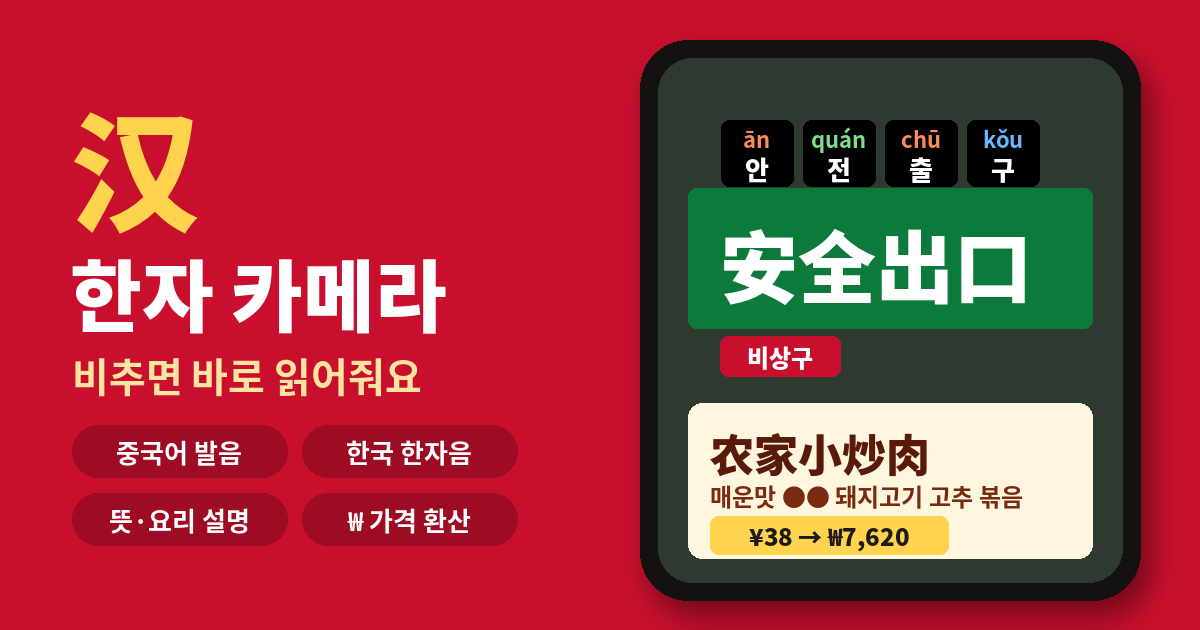 汉
한자 카메라
비추면 바로 읽어줘요
중국어 발음 한국 한자음
뜻·요리 설명 ₩ 가격 환산
ān quán chū kǒu
안 전 출 구
安全出口
비상구
农家小炒肉
매운맛 ●● 돼지고기 고추 볶음
¥38 → ₩7,620